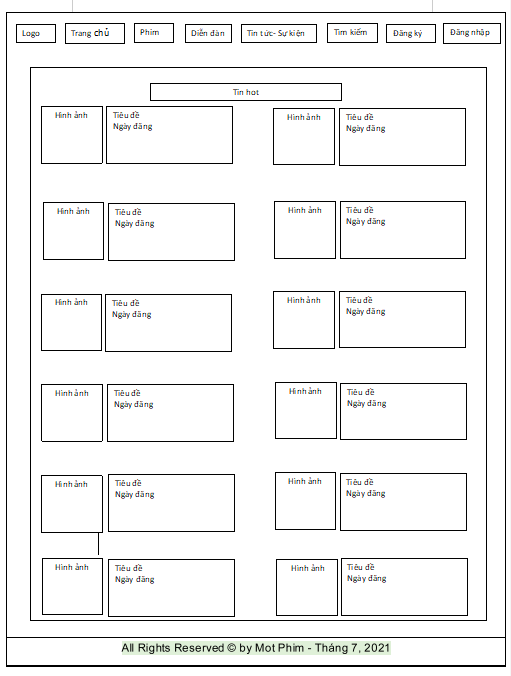 Logo
Trang chủ
Phim
Diễn đàn
Tin tức- Sự kiện
Tìm kiếm
Đăng ký
Đăng nhập
Tin hot
Hình ảnh
Tiêu đề
Ngày đăng
Hình ảnh
Tiêu đề
Ngày đăng
Hình ảnh
Tiêu đề
Ngày đăng
Hình ảnh
Tiêu đề
Ngày đăng
Hình ảnh
Tiêu đề
Ngày đăng
Hình ảnh
Tiêu đề
Ngày đăng
Hình ảnh
Tiêu đề
Ngày đăng
Hình ảnh
Tiêu đề
Ngày đăng
Hình ảnh
Tiêu đề
Ngày đăng
Hình ảnh
Tiêu đề
Ngày đăng
Hình ảnh
Tiêu đề
Ngày đăng
Hình ảnh
Tiêu đề
Ngày đăng
All Rights Reserved © by Mot Phim - Tháng 7, 2021